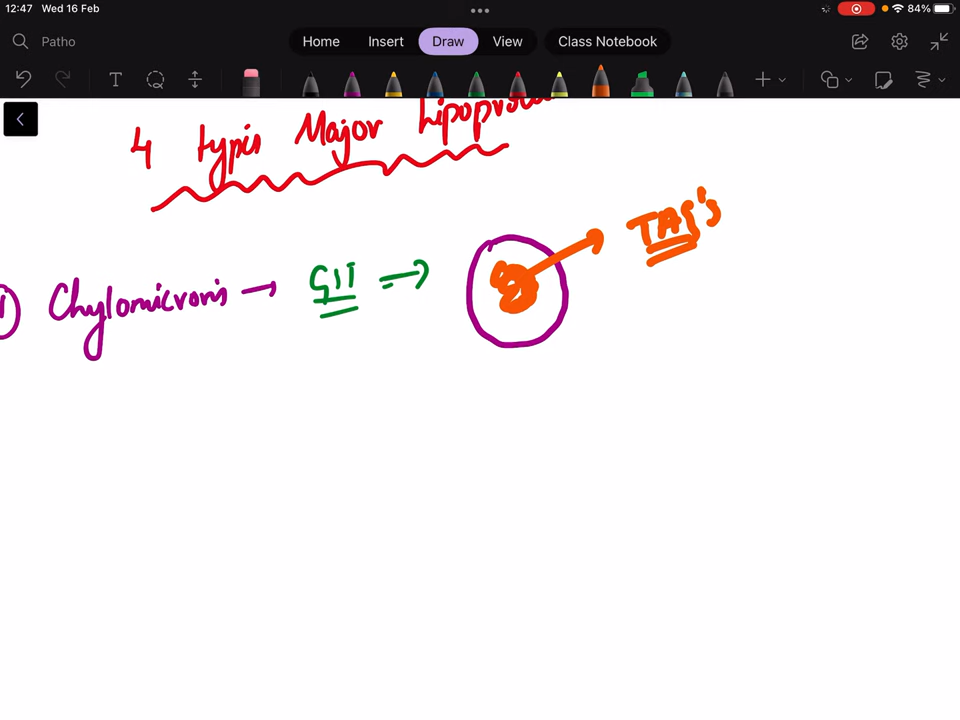 12:47 Wed 16 Feb
84%
Patho
Home Insert Draw View Class Notebook
4 typis Major
1) Chylomicrons → GIT ⇒
TAG's